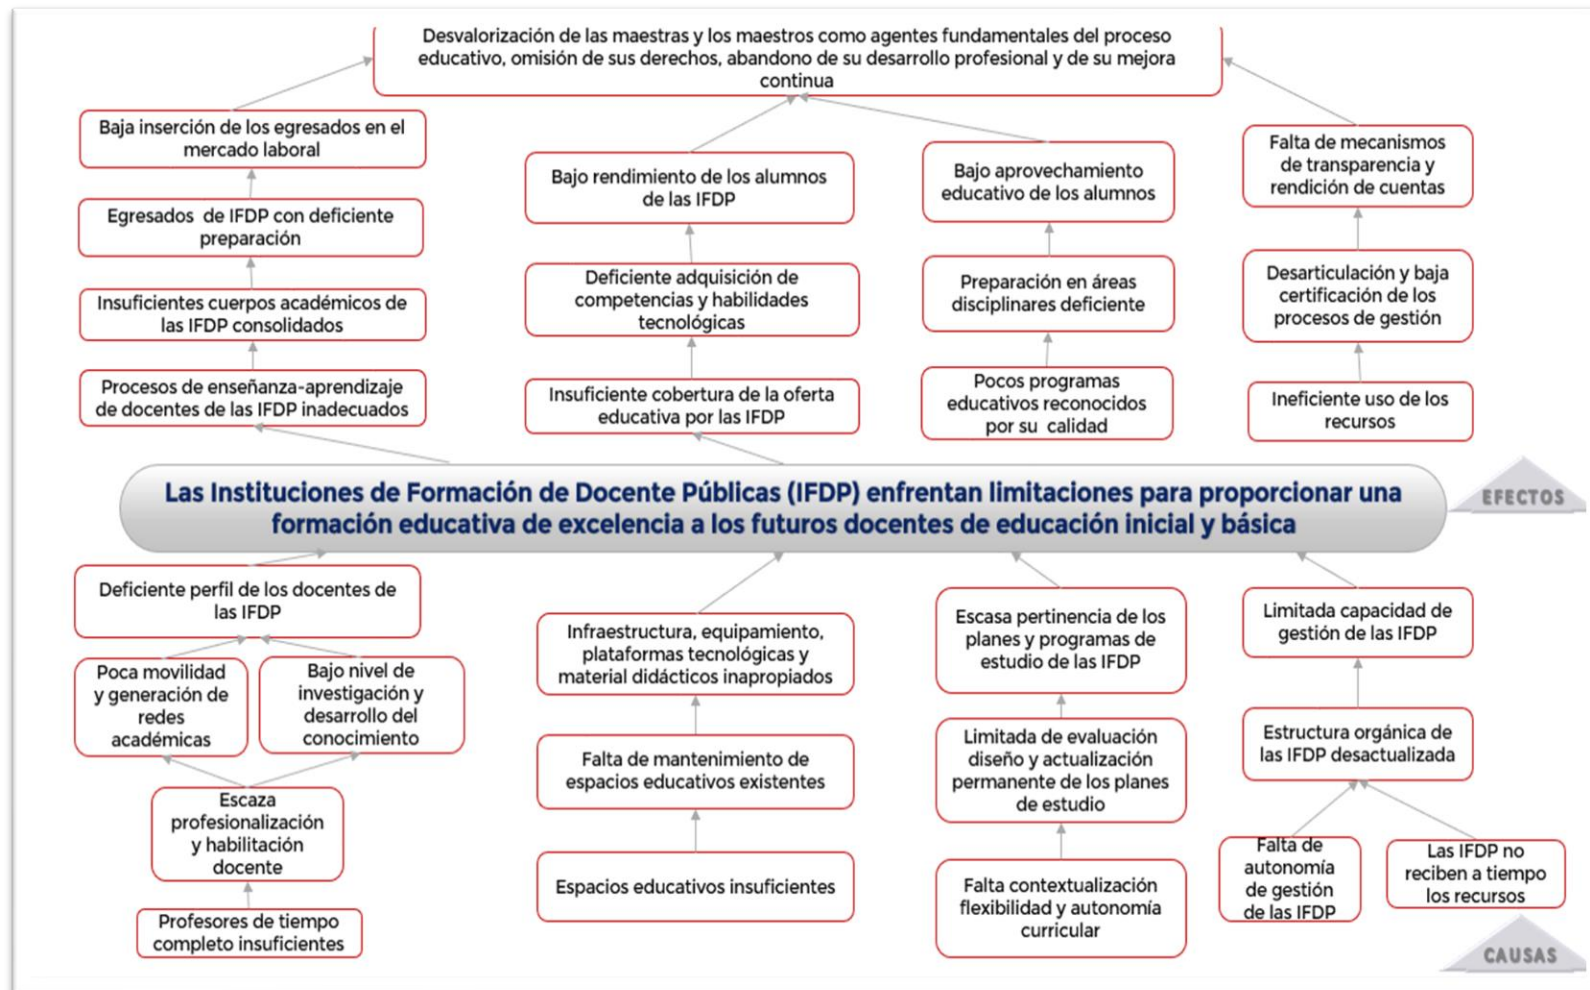 Desvalorización de las maestras y los maestros como agentes fundamentales del proceso
educativo, omisión de sus derechos, abandono de su desarrollo profesional y de su mejora
continua
Baja inserción de los egresados en el
mercado laboral
Egresados de IFDP con deficiente
preparación
Insuficientes cuerpos académicos de
las IFDP consolidados
Procesos de enseñanza-aprendizaje
de docentes de las IFDP inadecuados
Bajo rendimiento de los alumnos
de las IFDP
Deficiente adquisición de
competencias y habilidades
tecnológicas
Insuficiente cobertura de la oferta
educativa por las IFDP
Bajo aprovechamiento
educativo de los alumnos
Preparación en áreas
disciplinares deficiente
Pocos programas
educativos reconocidos
por su calidad
Falta de mecanismos
de transparencia y
rendición de cuentas
Desarticulación y baja
certificación de los
procesos de gestión
Ineficiente uso de los
recursos
Las Instituciones de Formación de Docente Públicas (IFDP) enfrentan limitaciones para proporcionar una
formación educativa de excelencia a los futuros docentes de educación inicial y básica
EFECTOS
Deficiente perfil de los docentes de
las IFDP
Poca movilidad
y generación de
redes
académicas
Bajo nivel de
investigación y
desarrollo del
conocimiento
Escaza
profesionalización
y habilitación
docente
Profesores de tiempo
completo insuficientes
Infraestructura, equipamiento,
plataformas tecnológicas y
material didácticos inapropiados
Falta de mantenimiento de
espacios educativos existentes
Espacios educativos insuficientes
Escasa pertinencia de los
planes y programas de
estudio de las IFDP
Limitada de evaluación
diseño y actualización
permanente de los planes
de estudio
Falta contextualización
flexibilidad y autonomía
curricular
Limitada capacidad de
gestión de las IFDP
Estructura orgánica de
las IFDP desactualizada
Falta de
autonomía
de gestión
de las IFDP
Las IFDP no
reciben a tiempo
los recursos
CAUSAS